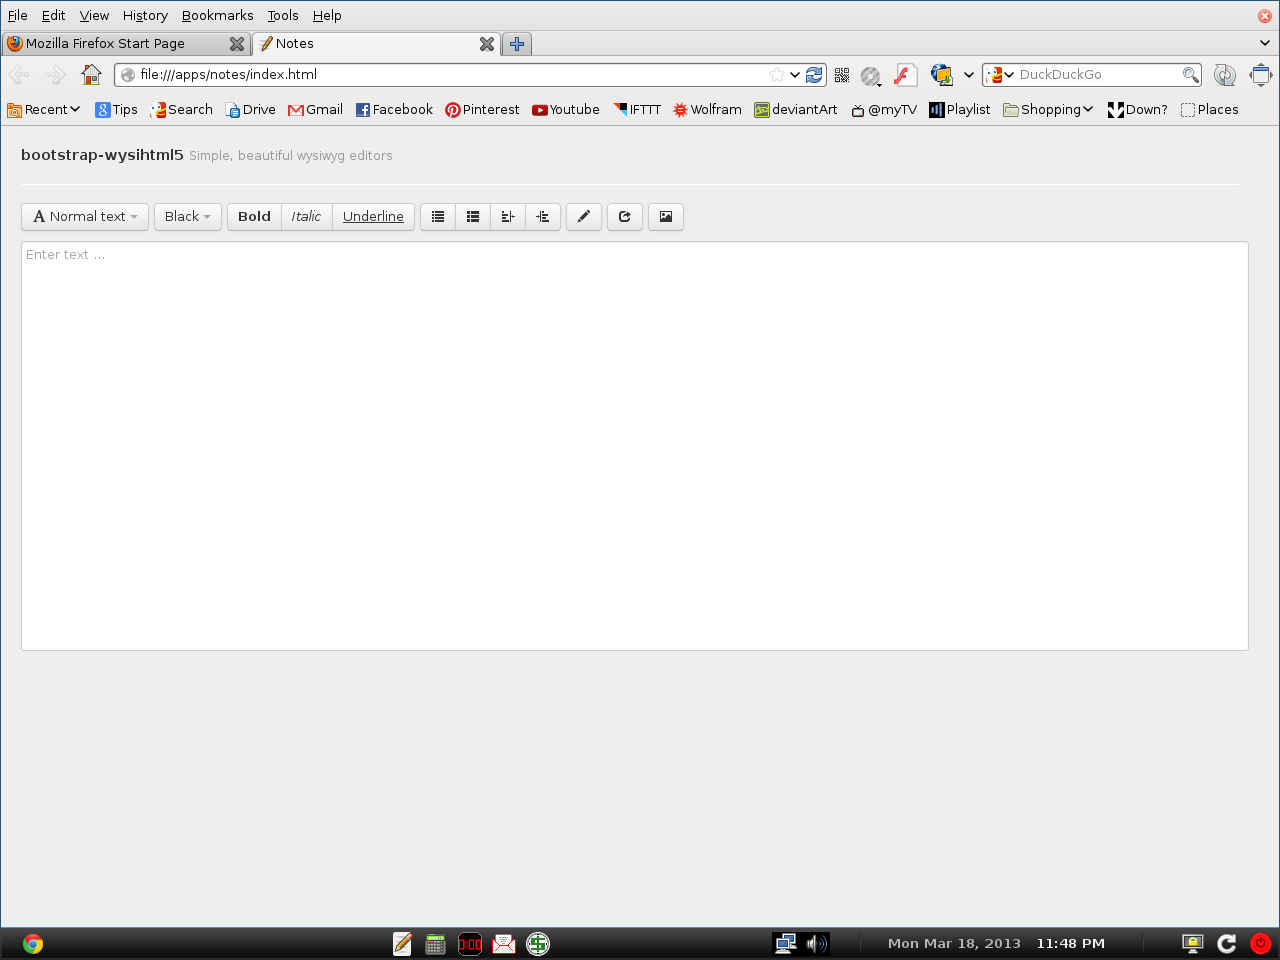 File Edit View History Bookmarks Tools Help
Mozilla Firefox Start Page Notes
file:///apps/notes/index.html DuckDuckGo
Recent Tips Search Drive Gmail Facebook Pinterest Youtube IFTTT Wolfram deviantArt @myTV Playlist Shopping Down? Places
bootstrap-wysihtml5 Simple, beautiful wysiwyg editors
A Normal text Black Bold Italic Underline
Enter text ...
0:00 Mon Mar 18, 2013 11:48 PM